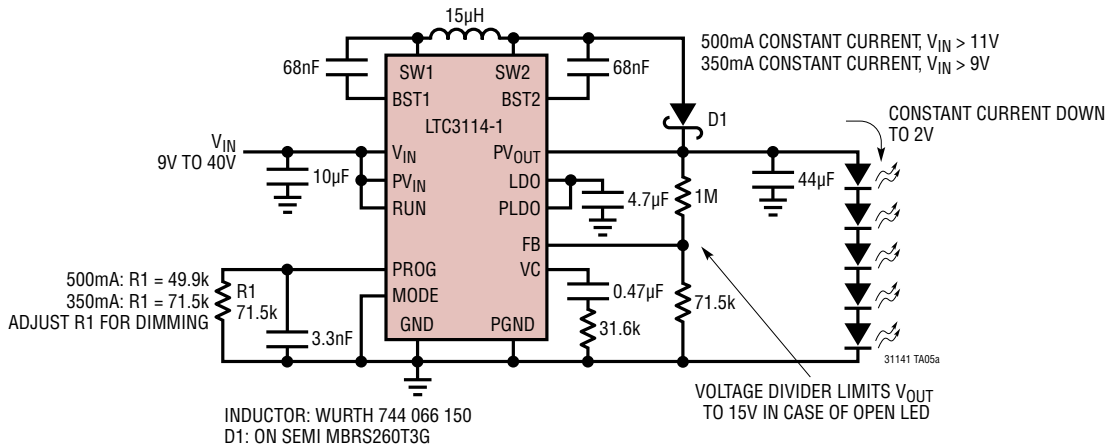 15µH
68nF
SW1
SW2
68nF
500mA CONSTANT CURRENT, VIN > 11V
350mA CONSTANT CURRENT, VIN > 9V
BST1
BST2
LTC3114-1
D1
CONSTANT CURRENT DOWN
TO 2V
VIN
9V TO 40V
VIN
PVOUT
10µF
PVIN
LDO
4.7µF
1M
44µF
RUN
PLDO
FB
500mA: R1 = 49.9k
350mA: R1 = 71.5k
ADJUST R1 FOR DIMMING
R1
71.5k
PROG
VC
MODE
0.47µF
71.5k
3.3nF
GND
PGND
31.6k
31141 TA05a
VOLTAGE DIVIDER LIMITS VOUT
TO 15V IN CASE OF OPEN LED
INDUCTOR: WURTH 744 066 150
D1: ON SEMI MBRS260T3G